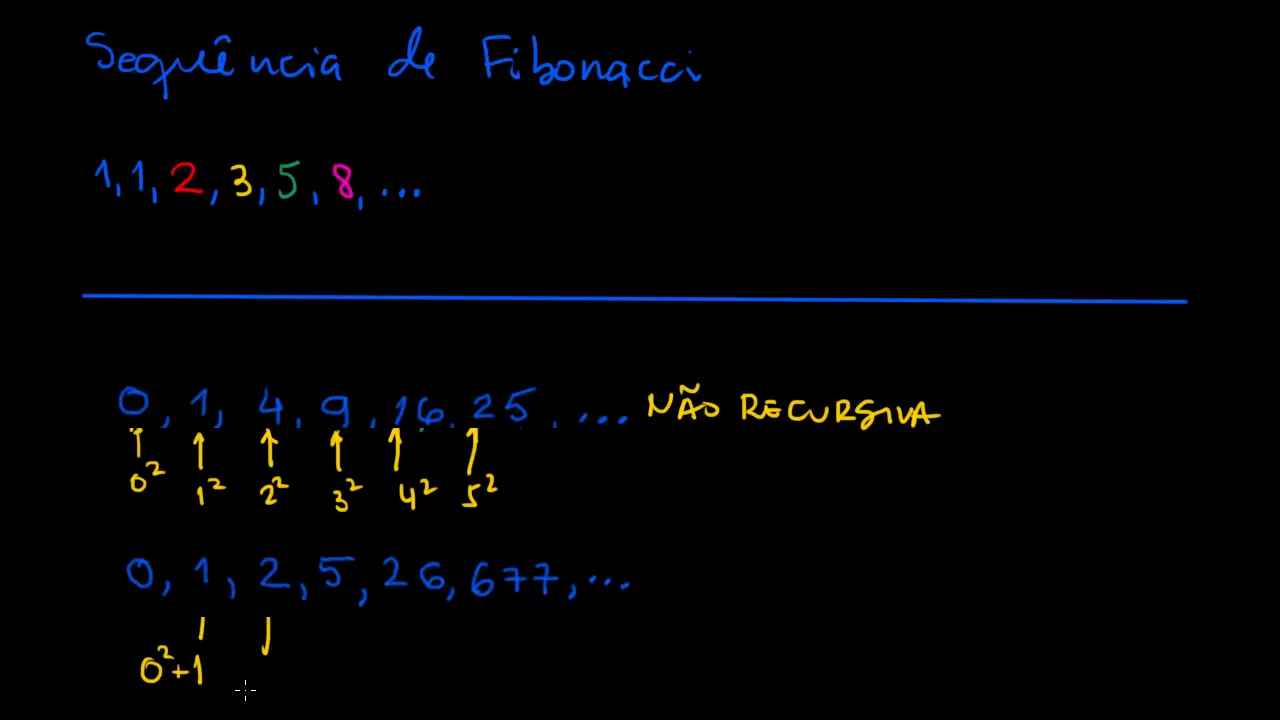 Sequência de Fibonacci
1, 1, 2, 3, 5, 8, ...
0, 1, 4, 9, 16, 25, ... NÃO RECURSIVA
0² 1² 2² 3² 4² 5²
0, 1, 2, 5, 26, 677, ...
0²+1